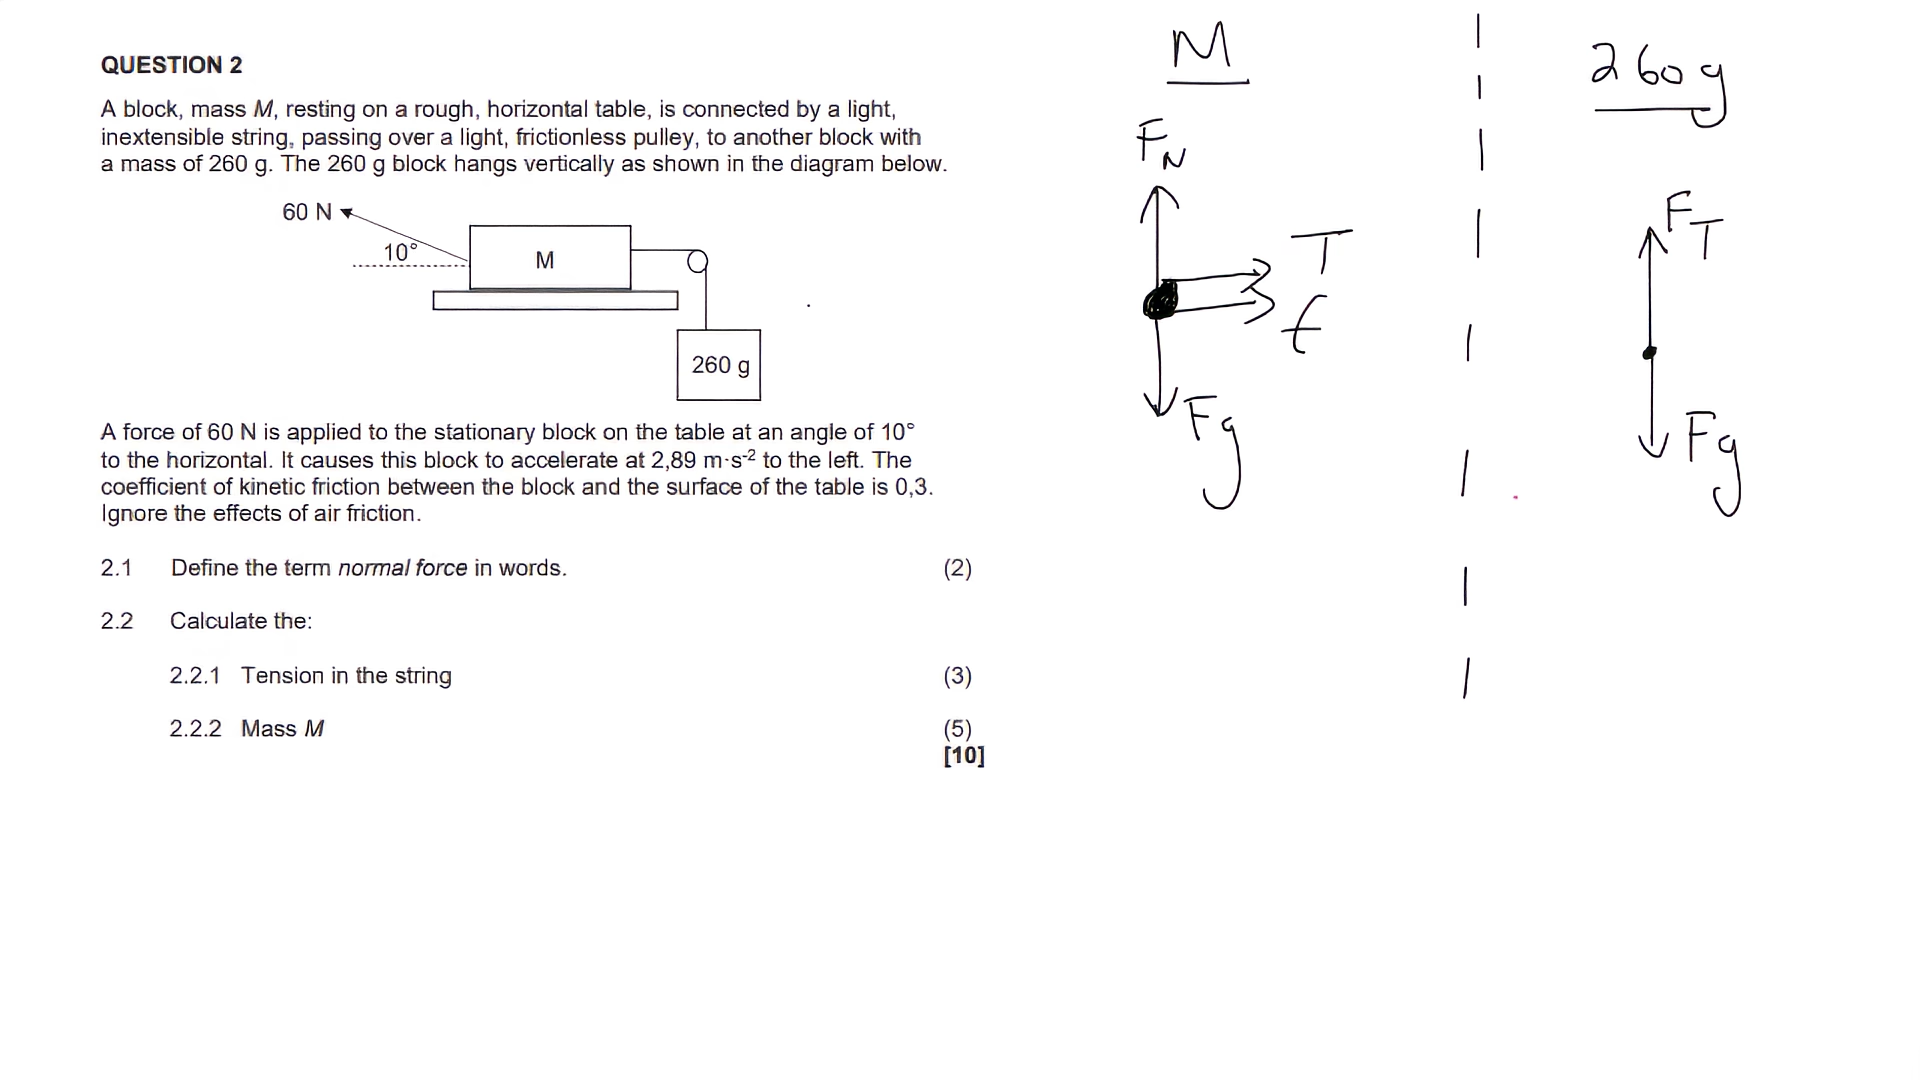 QUESTION 2
A block, mass M, resting on a rough, horizontal table, is connected by a light,
inextensible string, passing over a light, frictionless pulley, to another block with
a mass of 260 g. The 260 g block hangs vertically as shown in the diagram below.
60 N
10°
M
260 g
A force of 60 N is applied to the stationary block on the table at an angle of 10°
to the horizontal. It causes this block to accelerate at 2,89 m·s-2 to the left. The
coefficient of kinetic friction between the block and the surface of the table is 0,3.
Ignore the effects of air friction.
2.1 Define the term normal force in words. (2)
2.2 Calculate the:
2.2.1 Tension in the string (3)
2.2.2 Mass M (5)
[10]
M
FN
T
f
Fg
260 g
FT
Fg